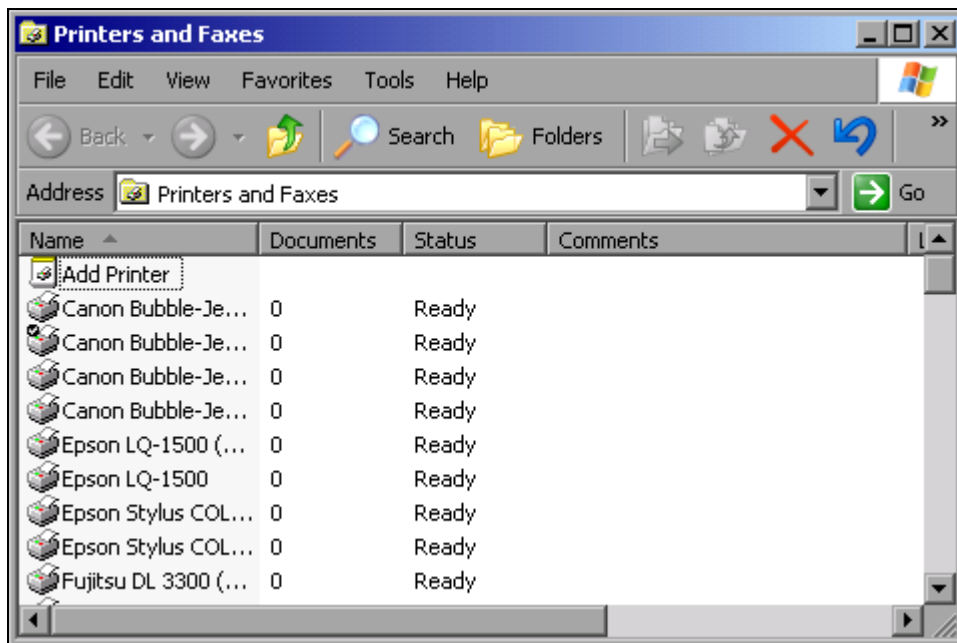 Printers and Faxes
File Edit View Favorites Tools Help
Back Search Folders »
Address Printers and Faxes Go
Name Documents Status Comments
Add Printer
Canon Bubble-Je... 0 Ready
Canon Bubble-Je... 0 Ready
Canon Bubble-Je... 0 Ready
Canon Bubble-Je... 0 Ready
Epson LQ-1500 (... 0 Ready
Epson LQ-1500 0 Ready
Epson Stylus COL... 0 Ready
Epson Stylus COL... 0 Ready
Fujitsu DL 3300 (... 0 Ready